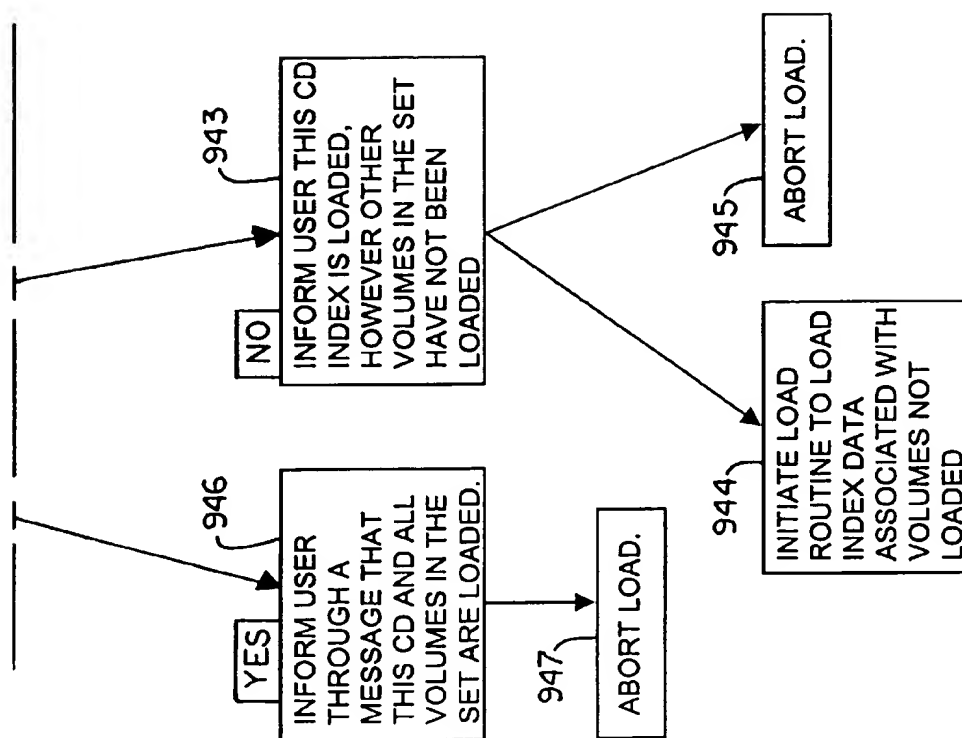 YES
946
INFORM USER
THROUGH A
MESSAGE THAT
THIS CD AND ALL
VOLUMES IN THE
SET ARE LOADED.
947
ABORT LOAD.
NO
943
INFORM USER THIS CD
INDEX IS LOADED,
HOWEVER OTHER
VOLUMES IN THE SET
HAVE NOT BEEN
LOADED
944
INITIATE LOAD
ROUTINE TO LOAD
INDEX DATA
ASSOCIATED WITH
VOLUMES NOT
LOADED
945
ABORT LOAD.